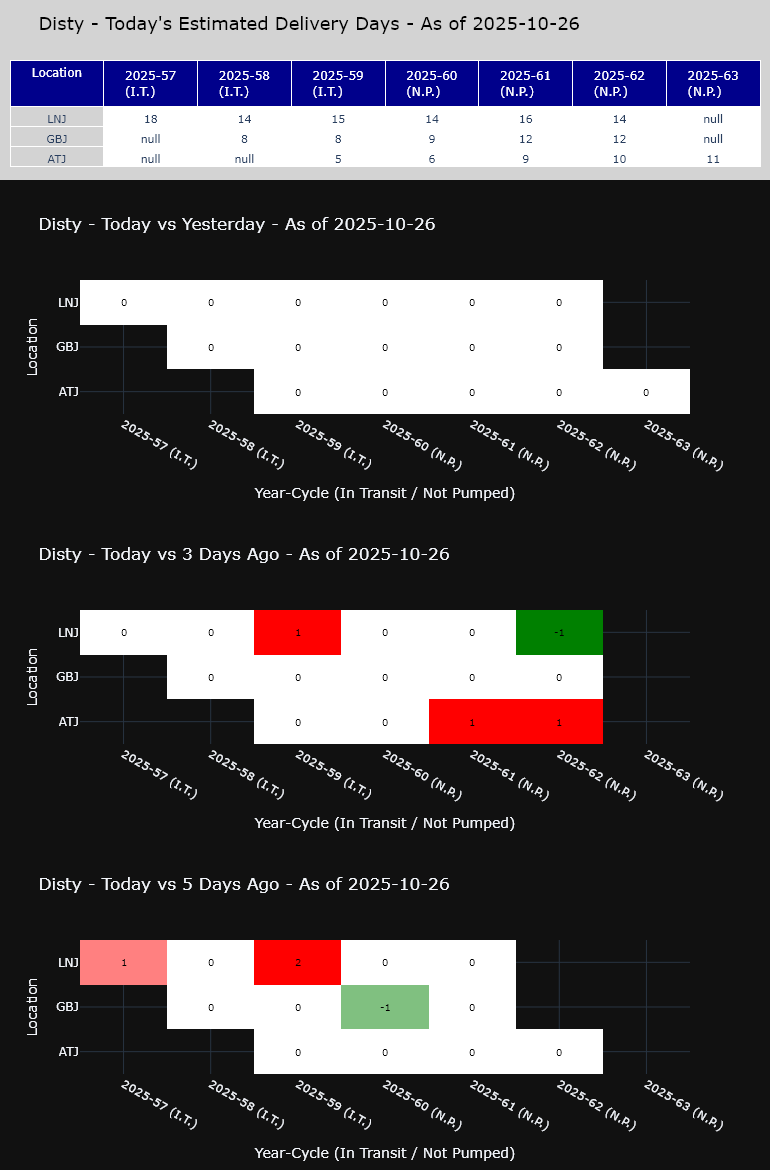 Disty - Today's Estimated Delivery Days - As of 2025-10-26
Location 2025-57 (I.T.) 2025-58 (I.T.) 2025-59 (I.T.) 2025-60 (N.P.) 2025-61 (N.P.) 2025-62 (N.P.) 2025-63 (N.P.)
LNJ 18 14 15 14 16 14 null
GBJ null 8 8 9 12 12 null
ATJ null null 5 6 9 10 11
Disty - Today vs Yesterday - As of 2025-10-26
Location
LNJ 0 0 0 0 0 0
GBJ 0 0 0 0 0
ATJ 0 0 0 0 0
2025-57 (I.T.) 2025-58 (I.T.) 2025-59 (I.T.) 2025-60 (N.P.) 2025-61 (N.P.) 2025-62 (N.P.) 2025-63 (N.P.)
Year-Cycle (In Transit / Not Pumped)
Disty - Today vs 3 Days Ago - As of 2025-10-26
Location
LNJ 0 0 1 0 0 -1
GBJ 0 0 0 0 0
ATJ 0 0 1 1
2025-57 (I.T.) 2025-58 (I.T.) 2025-59 (I.T.) 2025-60 (N.P.) 2025-61 (N.P.) 2025-62 (N.P.) 2025-63 (N.P.)
Year-Cycle (In Transit / Not Pumped)
Disty - Today vs 5 Days Ago - As of 2025-10-26
Location
LNJ 1 0 2 0 0
GBJ 0 0 -1 0
ATJ 0 0 0 0
2025-57 (I.T.) 2025-58 (I.T.) 2025-59 (I.T.) 2025-60 (N.P.) 2025-61 (N.P.) 2025-62 (N.P.) 2025-63 (N.P.)
Year-Cycle (In Transit / Not Pumped)